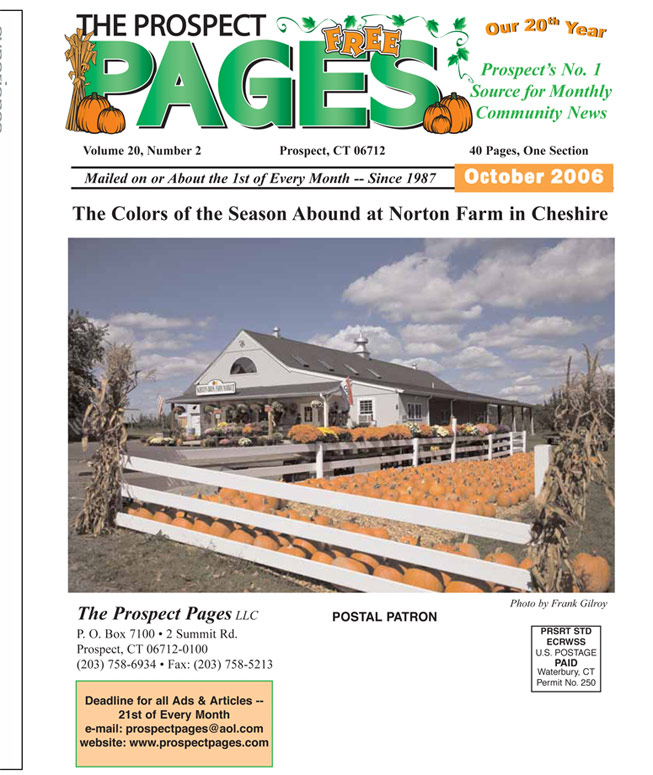 THE PROSPECT
PAGES
FREE
Our 20th Year
Prospect's No. 1
Source for Monthly
Community News
Volume 20, Number 2 Prospect, CT 06712 40 Pages, One Section
Mailed on or About the 1st of Every Month -- Since 1987 October 2006
The Colors of the Season Abound at Norton Farm in Cheshire
NORTON BROS. FARM MARKET
Photo by Frank Gilroy
The Prospect Pages LLC
P. O. Box 7100 • 2 Summit Rd.
Prospect, CT 06712-0100
(203) 758-6934 • Fax: (203) 758-5213
POSTAL PATRON
PRSRT STD
ECRWSS
U.S. POSTAGE
PAID
Waterbury, CT
Permit No. 250
Deadline for all Ads & Articles --
21st of Every Month
e-mail: prospectpages@aol.com
website: www.prospectpages.com